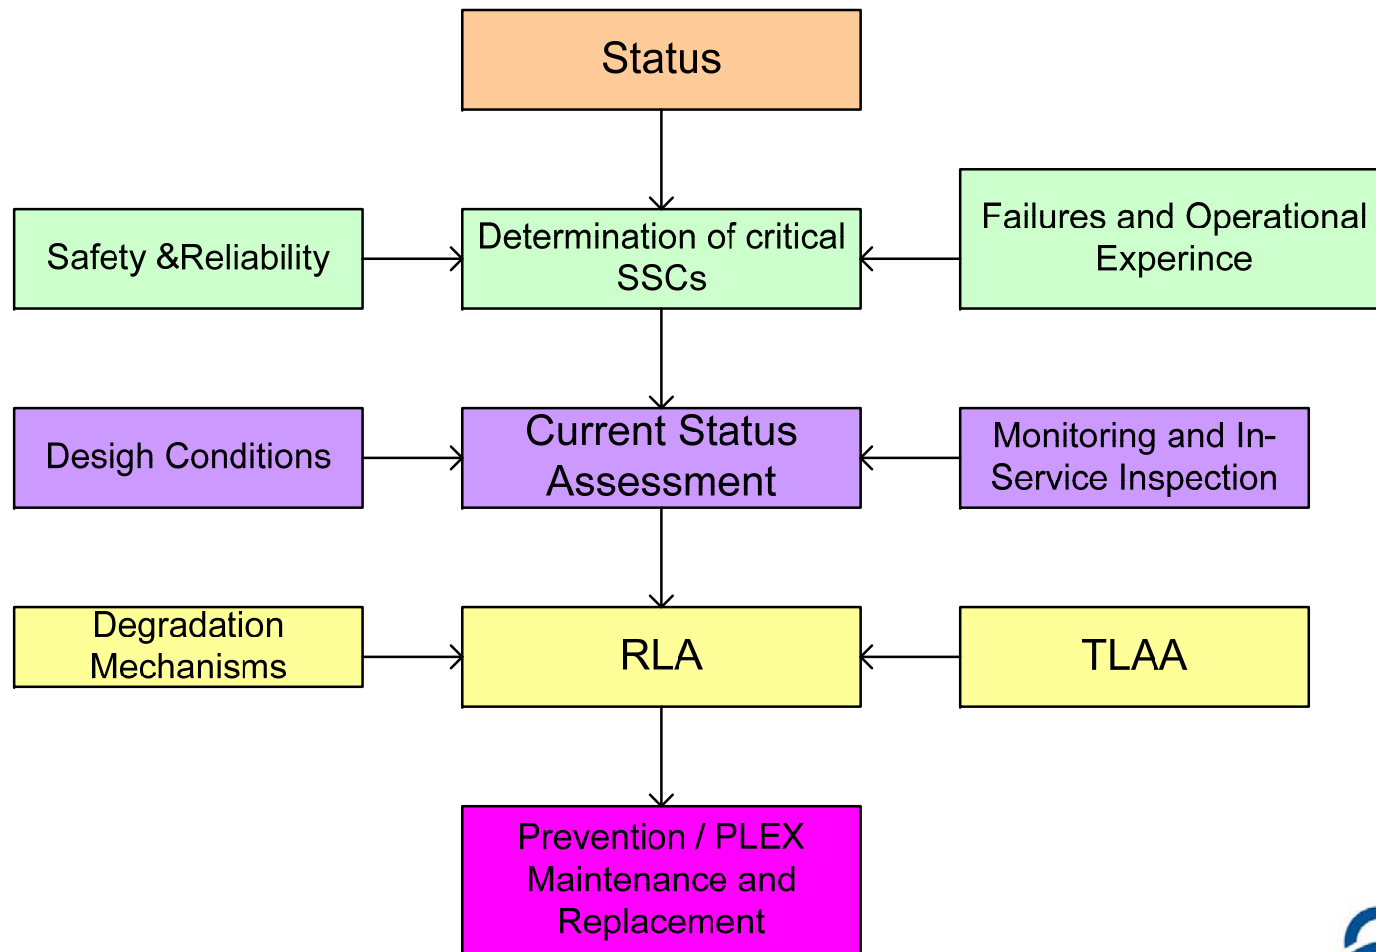 Status
Safety &Reliability
Determination of critical
SSCs
Failures and Operational
Experince
Desigh Conditions
Current Status
Assessment
Monitoring and In-
Service Inspection
Degradation
Mechanisms
RLA
TLAA
Prevention / PLEX
Maintenance and
Replacement